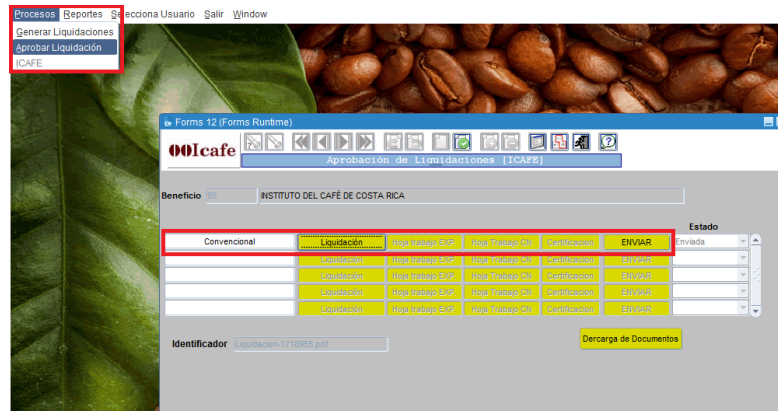 Procesos Reportes Selecciona Usuario Salir Window
Generar Liquidaciones
Aprobar Liquidación
ICAFE
Forms 12 (Forms Runtime)
Icafe
Aprobación de Liquidaciones [ICAFE]
Beneficio 95 INSTITUTO DEL CAFÉ DE COSTA RICA
Estado
Convencional Liquidación Hoja trabajo EXP. Hoja Trabajo CN Certificacion ENVIAR Enviada
Liquidación Hoja trabajo EXP. Hoja Trabajo CN Certificacion ENVIAR
Liquidación Hoja trabajo EXP. Hoja Trabajo CN Certificacion ENVIAR
Liquidación Hoja trabajo EXP. Hoja Trabajo CN Certificacion ENVIAR
Liquidación Hoja trabajo EXP. Hoja Trabajo CN Certificacion ENVIAR
Identificador Liquidacion-1718955.pdf Dercarga de Documentos